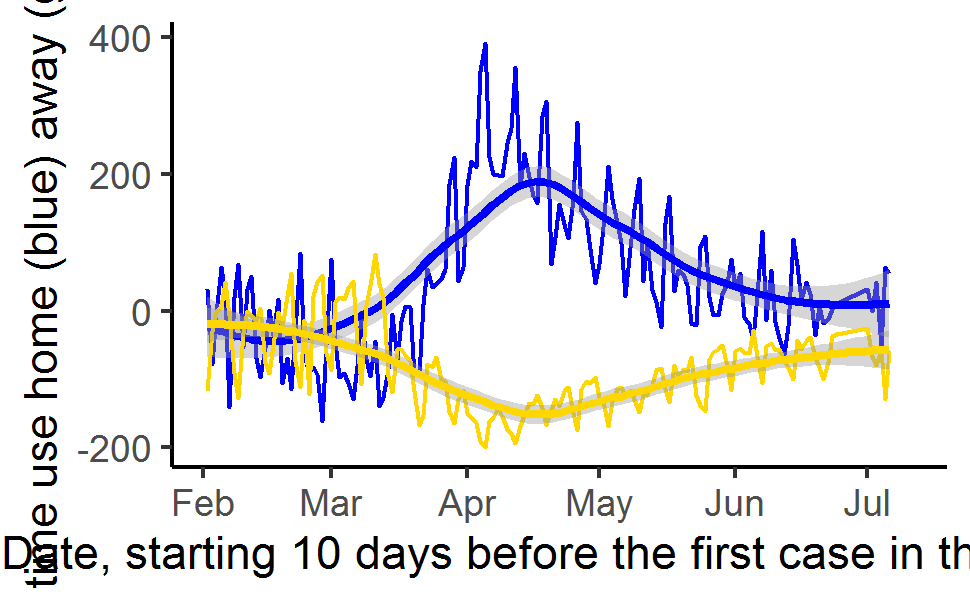 time use home (blue) away (
400
200
0
-200
Feb Mar Apr May Jun Jul
Date, starting 10 days before the first case in th